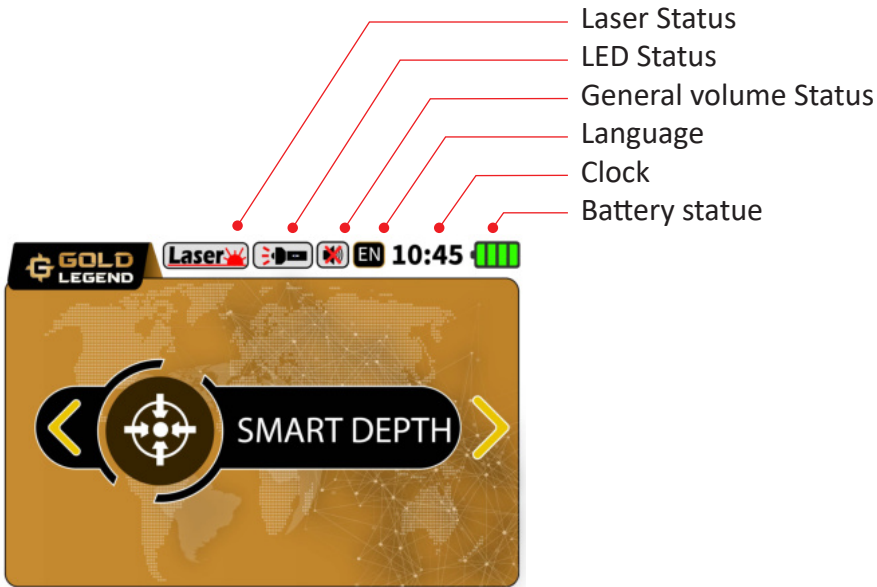 Laser Status
LED Status
General volume Status
Language
Clock
Battery statue
GOLD
LEGEND
Laser EN 10:45
SMART DEPTH